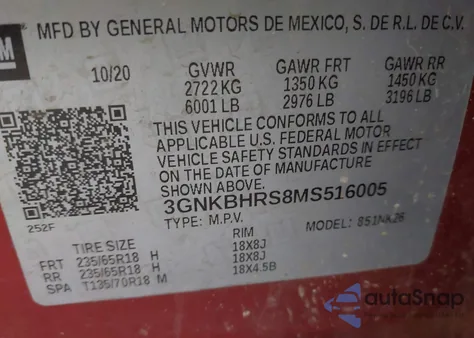 GM MFD BY GENERAL MOTORS DE MEXICO, S. DE R.L. DE C.V.
10/20 GVWR GAWR FRT GAWR RR
2722 KG 1350 KG 1450 KG
6001 LB 2976 LB 3196 LB
THIS VEHICLE CONFORMS TO ALL
APPLICABLE U.S. FEDERAL MOTOR
VEHICLE SAFETY STANDARDS IN EFFECT
ON THE DATE OF MANUFACTURE
SHOWN ABOVE.
3GNKBHRS8MS516005
252F TYPE: M.P.V. MODEL: 851NK26
TIRE SIZE RIM
FRT 235/65R18 H 18X8J
RR 235/65R18 H 18X8J
SPA T135/70R18 M 18X4.5B
autoSnap